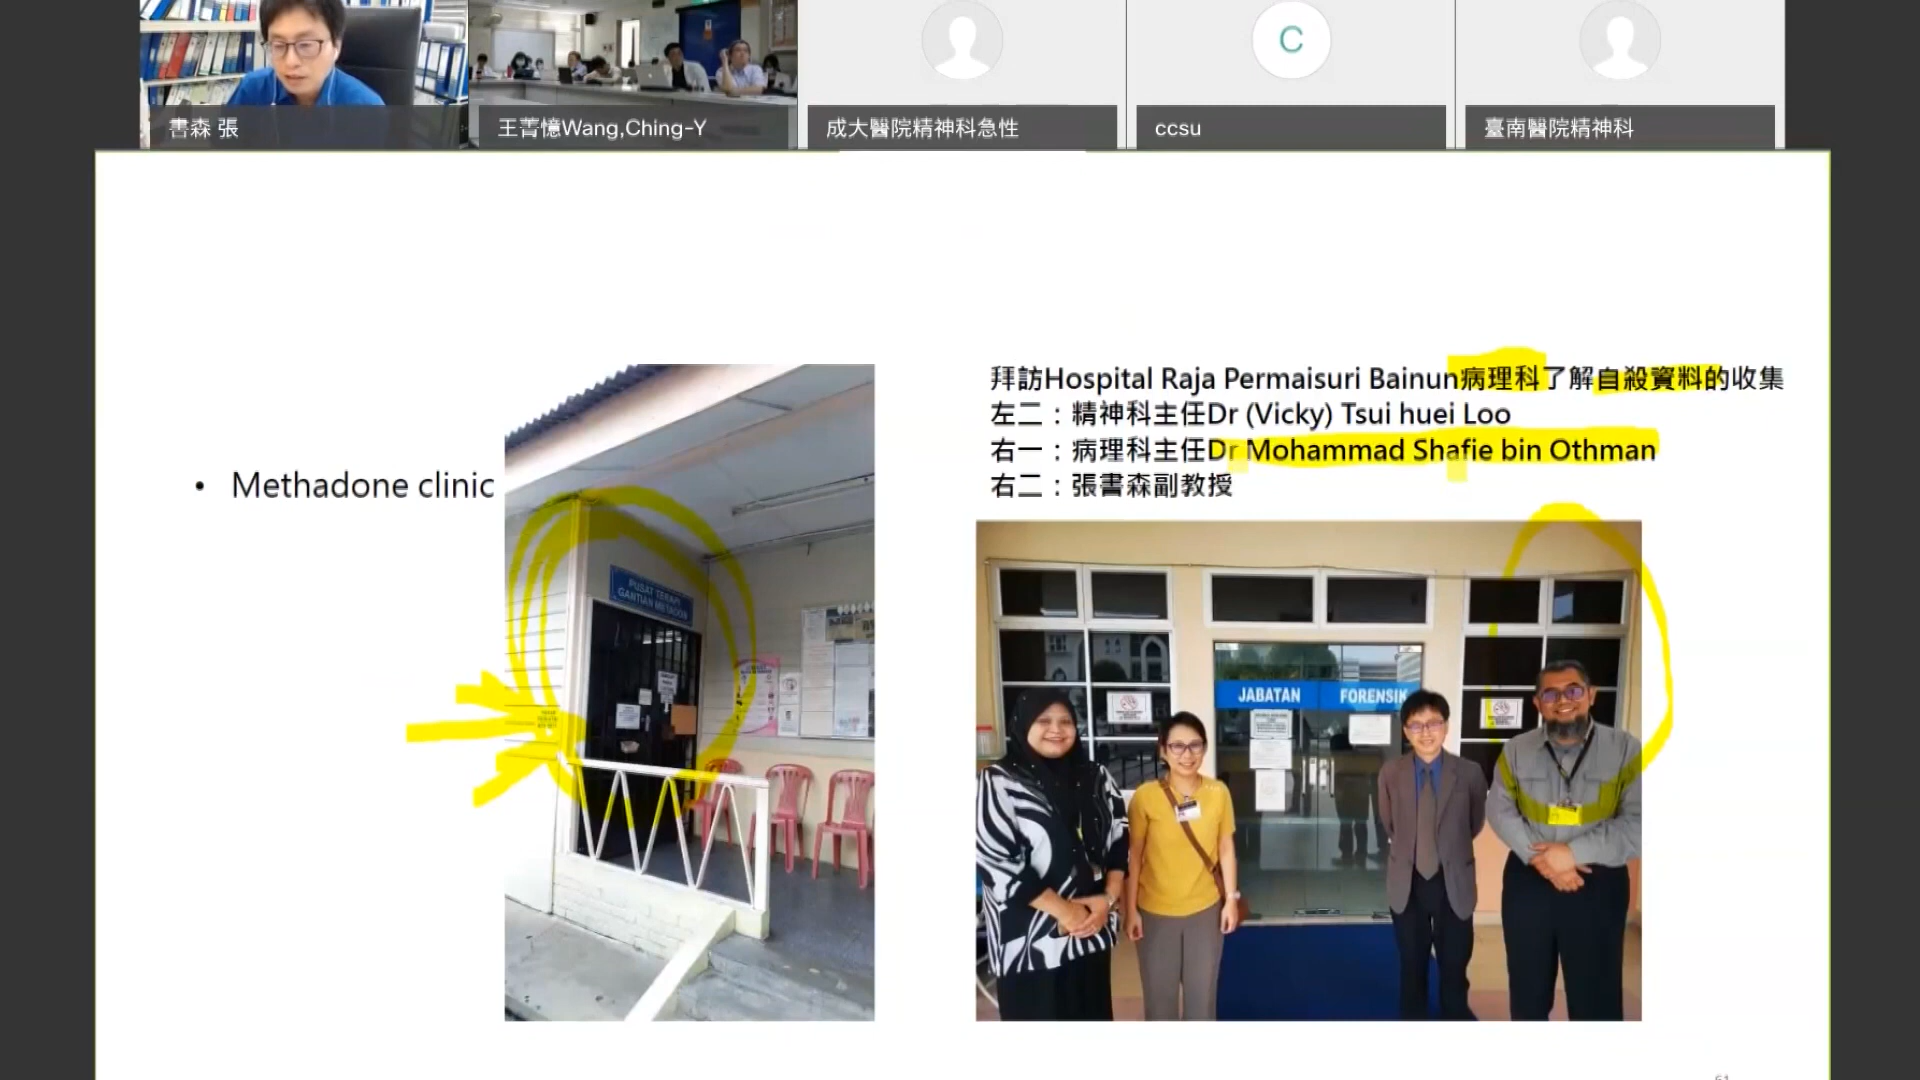 書森 張
王菁憶Wang,Ching-Y
成大醫院精神科急性
C
ccsu
臺南醫院精神科
• Methadone clinic
拜訪Hospital Raja Permaisuri Bainun病理科了解自殺資料的收集
左二：精神科主任Dr (Vicky) Tsui huei Loo
右一：病理科主任Dr Mohammad Shafie bin Othman
右二：張書森副教授
PUSAT TERAPI
GANTIAN METADON
JABATAN FORENSIK